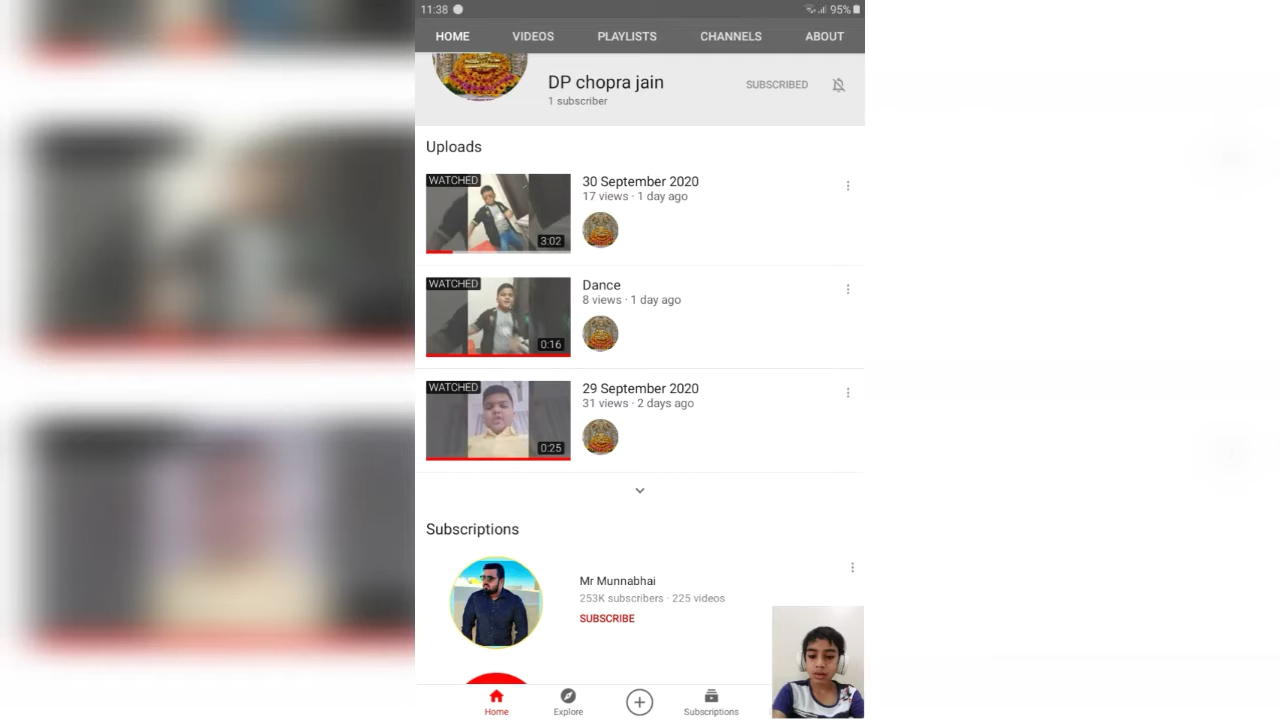 11:38
95%
HOME VIDEOS PLAYLISTS CHANNELS ABOUT
DP chopra jain
1 subscriber
SUBSCRIBED
Uploads
WATCHED
3:02
30 September 2020
17 views · 1 day ago
WATCHED
0:16
Dance
8 views · 1 day ago
WATCHED
0:25
29 September 2020
31 views · 2 days ago
Subscriptions
Mr Munnabhai
253K subscribers · 225 videos
SUBSCRIBE
Home Explore Subscriptions